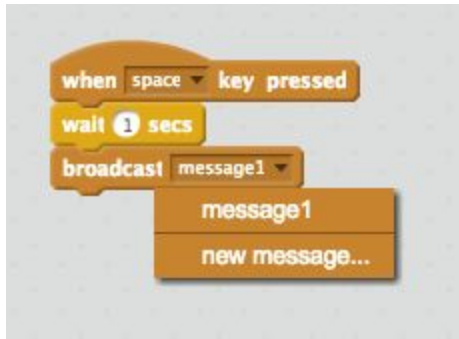 when space key pressed
wait 1 secs
broadcast message1
message1
new message...